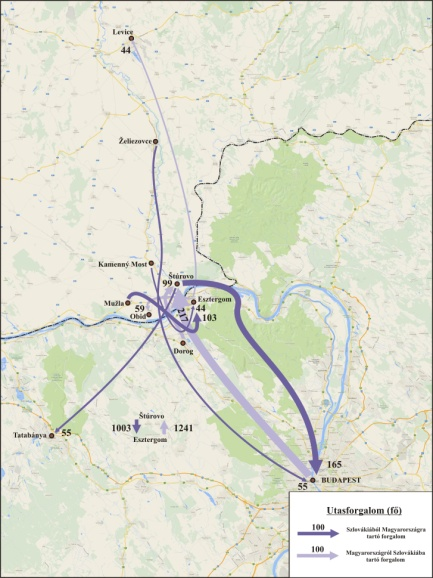 Levice
44
Želiezovce
Kamenný Most
Štúrovo
99
Esztergom
Mužla
59
44
103
Obid
Dorog
Štúrovo
1003
1241
Esztergom
Tatabánya
55
165
55
BUDAPEST
Utasforgalom (fő)
100
Szlovákiából Magyarországra
tartó forgalom
100
Magyarországról Szlovákiába
tartó forgalom